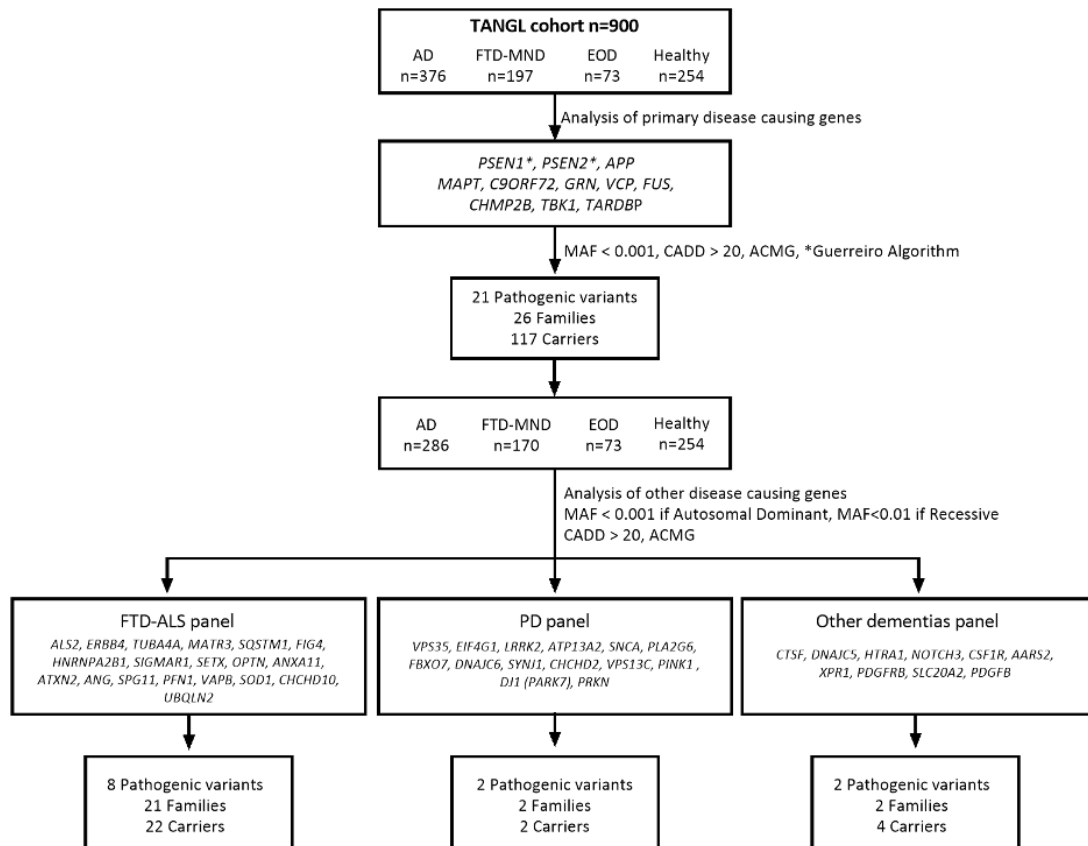 TANGL cohort n=900
AD FTD-MND EOD Healthy
n=376 n=197 n=73 n=254
Analysis of primary disease causing genes
PSEN1*, PSEN2*, APP
MAPT, C9ORF72, GRN, VCP, FUS,
CHMP2B, TBK1, TARDBP
MAF < 0.001, CADD > 20, ACMG, *Guerreiro Algorithm
21 Pathogenic variants
26 Families
117 Carriers
AD FTD-MND EOD Healthy
n=286 n=170 n=73 n=254
Analysis of other disease causing genes
MAF < 0.001 if Autosomal Dominant, MAF<0.01 if Recessive
CADD > 20, ACMG
FTD-ALS panel
ALS2, ERBB4, TUBA4A, MATR3, SQSTM1, FIG4,
HNRNPA2B1, SIGMAR1, SETX, OPTN, ANXA11,
ATXN2, ANG, SPG11, PFN1, VAPB, SOD1, CHCHD10,
UBQLN2
PD panel
VPS35, EIF4G1, LRRK2, ATP13A2, SNCA, PLA2G6,
FBXO7, DNAJC6, SYNJ1, CHCHD2, VPS13C, PINK1 ,
DJ1 (PARK7), PRKN
Other dementias panel
CTSF, DNAJC5, HTRA1, NOTCH3, CSF1R, AARS2,
XPR1, PDGFRB, SLC20A2, PDGFB
8 Pathogenic variants
21 Families
22 Carriers
2 Pathogenic variants
2 Families
2 Carriers
2 Pathogenic variants
2 Families
4 Carriers